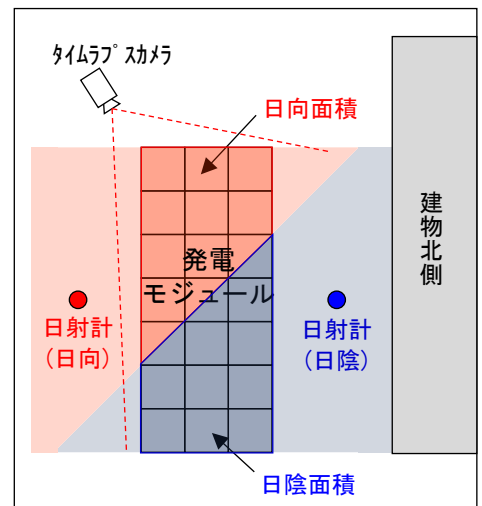 ﾀｲﾑﾗﾌﾟｽｶﾒﾗ
日向面積
建物北側
発電
モジュール
日射計
(日向)
日射計
(日陰)
日陰面積